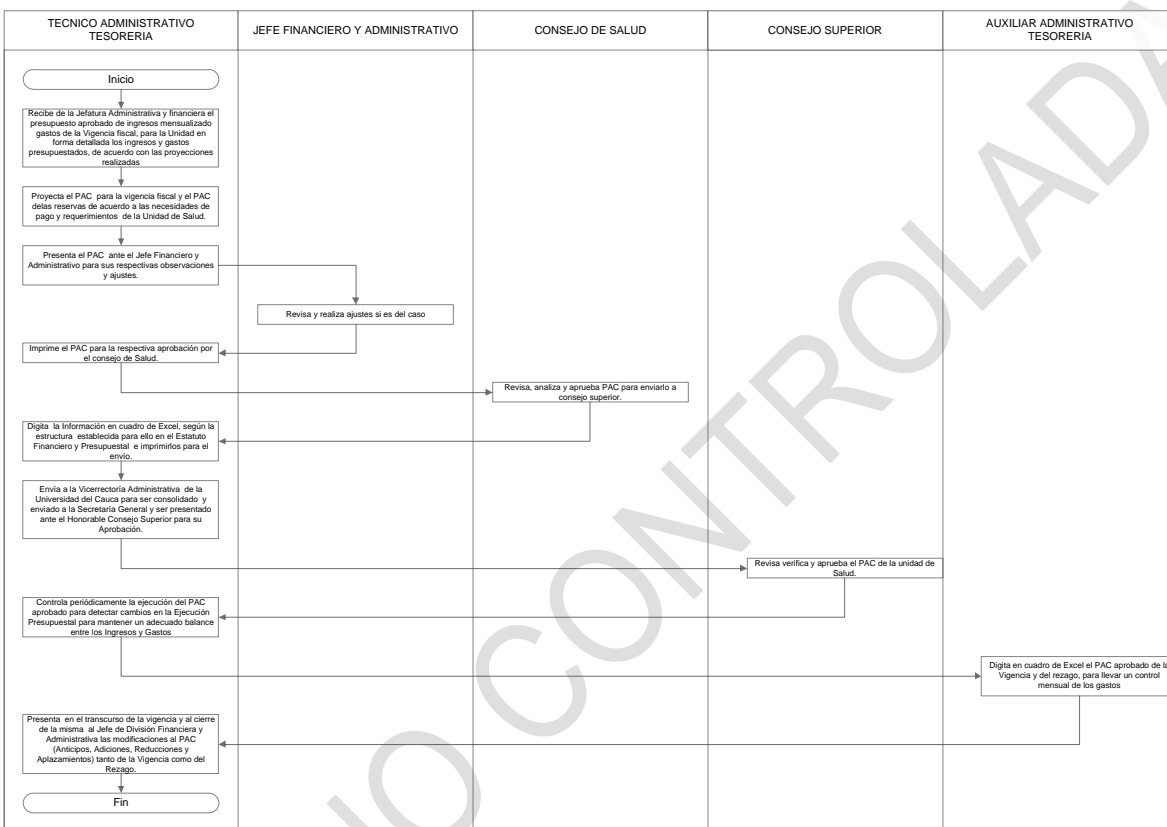 TECNICO ADMINISTRATIVO
TESORERIA
JEFE FINANCIERO Y ADMINISTRATIVO
CONSEJO DE SALUD
CONSEJO SUPERIOR
AUXILIAR ADMINISTRATIVO
TESORERIA
Inicio
Recibe de la Jefatura Administrativa y financiera el
presupuesto aprobado de ingresos mensualizado
gastos de la Vigencia fiscal, para la Unidad en
forma detallada los ingresos y gastos
presupuestados, de acuerdo con las proyecciones
realizadas
Proyecta el PAC para la vigencia fiscal y el PAC
delas reservas de acuerdo a las necesidades de
pago y requerimientos de la Unidad de Salud.
Presenta el PAC ante el Jefe Financiero y
Administrativo para sus respectivas observaciones
y ajustes.
Revisa y realiza ajustes si es del caso
Imprime el PAC para la respectiva aprobación por
el consejo de Salud.
Revisa, analiza y aprueba PAC para enviarlo a
consejo superior.
Digita la Información en cuadro de Excel, según la
estructura establecida para ello en el Estatuto
Financiero y Presupuestal e imprimirlos para el
envío.
Envía a la Vicerrectoría Administrativa de la
Universidad del Cauca para ser consolidado y
enviado a la Secretaría General y ser presentado
ante el Honorable Consejo Superior para su
Aprobación.
Revisa verifica y aprueba el PAC de la unidad de
Salud.
Controla periódicamente la ejecución del PAC
aprobado para detectar cambios en la Ejecución
Presupuestal para mantener un adecuado balance
entre los Ingresos y Gastos
Digita en cuadro de Excel el PAC aprobado de la
Vigencia y del rezago, para llevar un control
mensual de los gastos
Presenta en el transcurso de la vigencia y al cierre
de la misma al Jefe de División Financiera y
Administrativa las modificaciones al PAC
(Anticipos, Adiciones, Reducciones y
Aplazamientos) tanto de la Vigencia como del
Rezago.
Fin
NO CONTROLADA